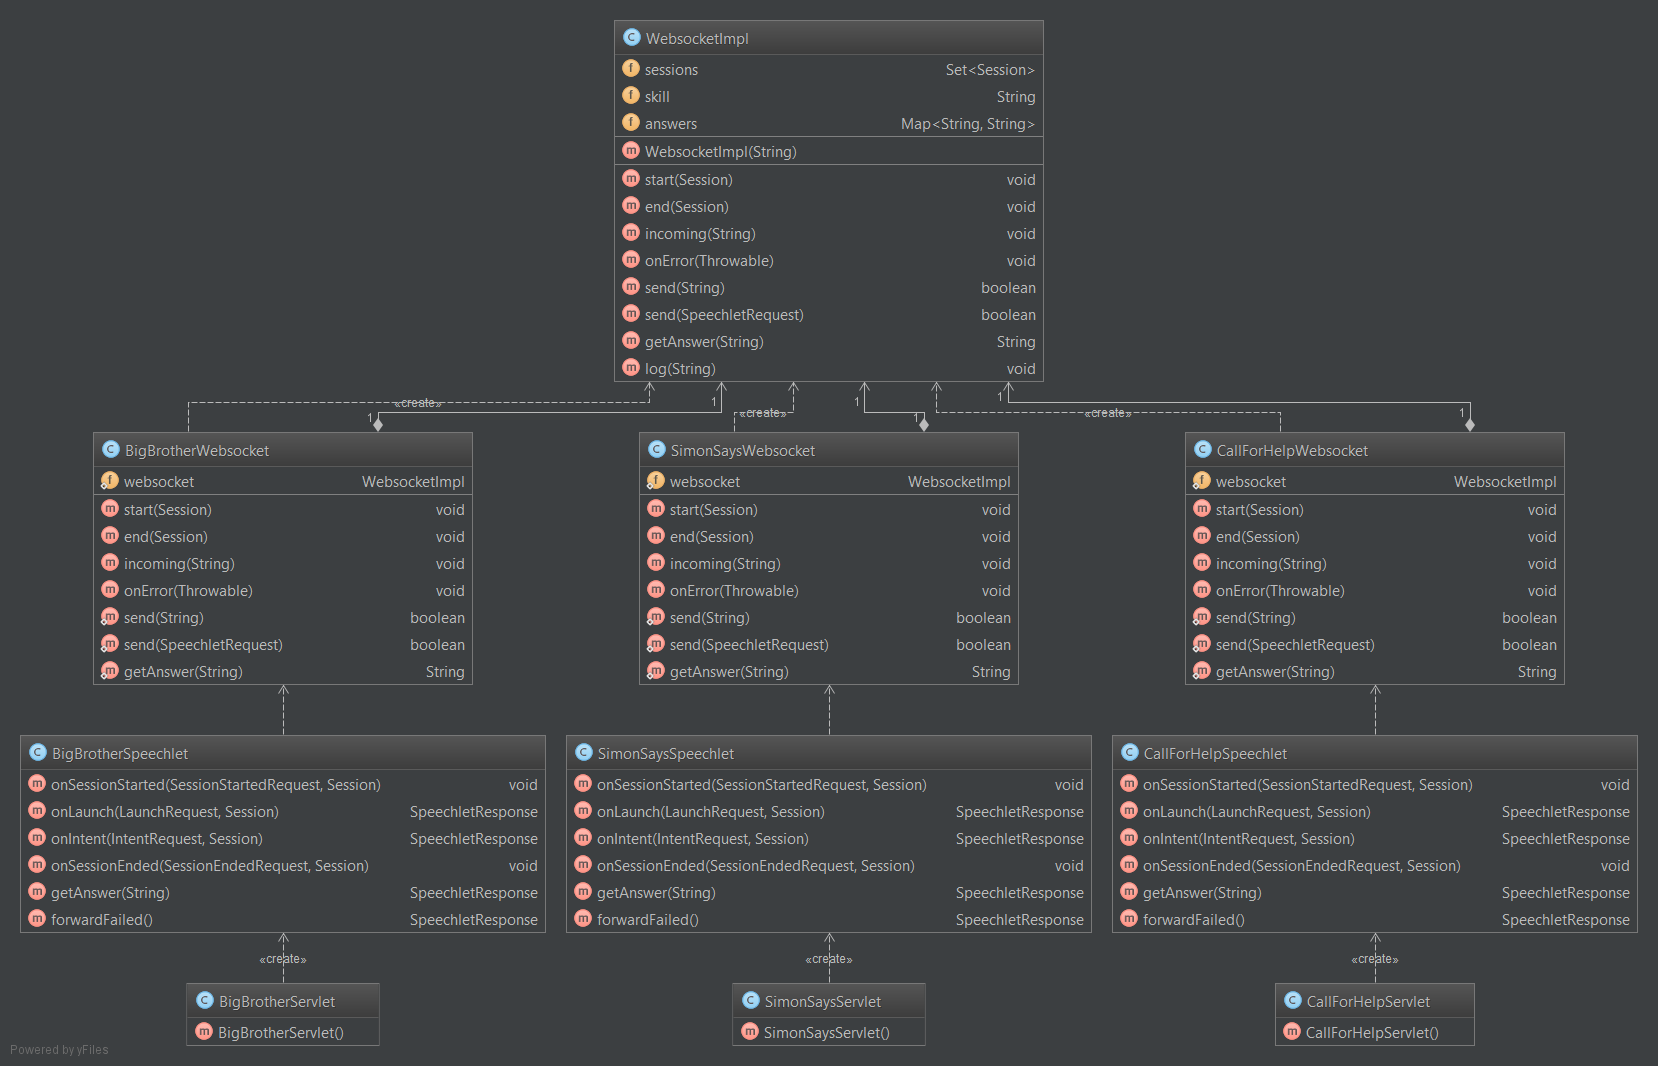 WebsocketImpl
sessions Set<Session>
skill String
answers Map<String, String>
WebsocketImpl(String)
start(Session) void
end(Session) void
incoming(String) void
onError(Throwable) void
send(String) boolean
send(SpeechletRequest) boolean
getAnswer(String) String
log(String) void
«create»
1
1
«create»
1
1
«create»
1
1
BigBrotherWebsocket
websocket WebsocketImpl
start(Session) void
end(Session) void
incoming(String) void
onError(Throwable) void
send(String) boolean
send(SpeechletRequest) boolean
getAnswer(String) String
SimonSaysWebsocket
websocket WebsocketImpl
start(Session) void
end(Session) void
incoming(String) void
onError(Throwable) void
send(String) boolean
send(SpeechletRequest) boolean
getAnswer(String) String
CallForHelpWebsocket
websocket WebsocketImpl
start(Session) void
end(Session) void
incoming(String) void
onError(Throwable) void
send(String) boolean
send(SpeechletRequest) boolean
getAnswer(String) String
BigBrotherSpeechlet
onSessionStarted(SessionStartedRequest, Session) void
onLaunch(LaunchRequest, Session) SpeechletResponse
onIntent(IntentRequest, Session) SpeechletResponse
onSessionEnded(SessionEndedRequest, Session) void
getAnswer(String) SpeechletResponse
forwardFailed() SpeechletResponse
SimonSaysSpeechlet
onSessionStarted(SessionStartedRequest, Session) void
onLaunch(LaunchRequest, Session) SpeechletResponse
onIntent(IntentRequest, Session) SpeechletResponse
onSessionEnded(SessionEndedRequest, Session) void
getAnswer(String) SpeechletResponse
forwardFailed() SpeechletResponse
CallForHelpSpeechlet
onSessionStarted(SessionStartedRequest, Session) void
onLaunch(LaunchRequest, Session) SpeechletResponse
onIntent(IntentRequest, Session) SpeechletResponse
onSessionEnded(SessionEndedRequest, Session) void
getAnswer(String) SpeechletResponse
forwardFailed() SpeechletResponse
«create»
«create»
«create»
BigBrotherServlet
BigBrotherServlet()
SimonSaysServlet
SimonSaysServlet()
CallForHelpServlet
CallForHelpServlet()
Powered by yFiles